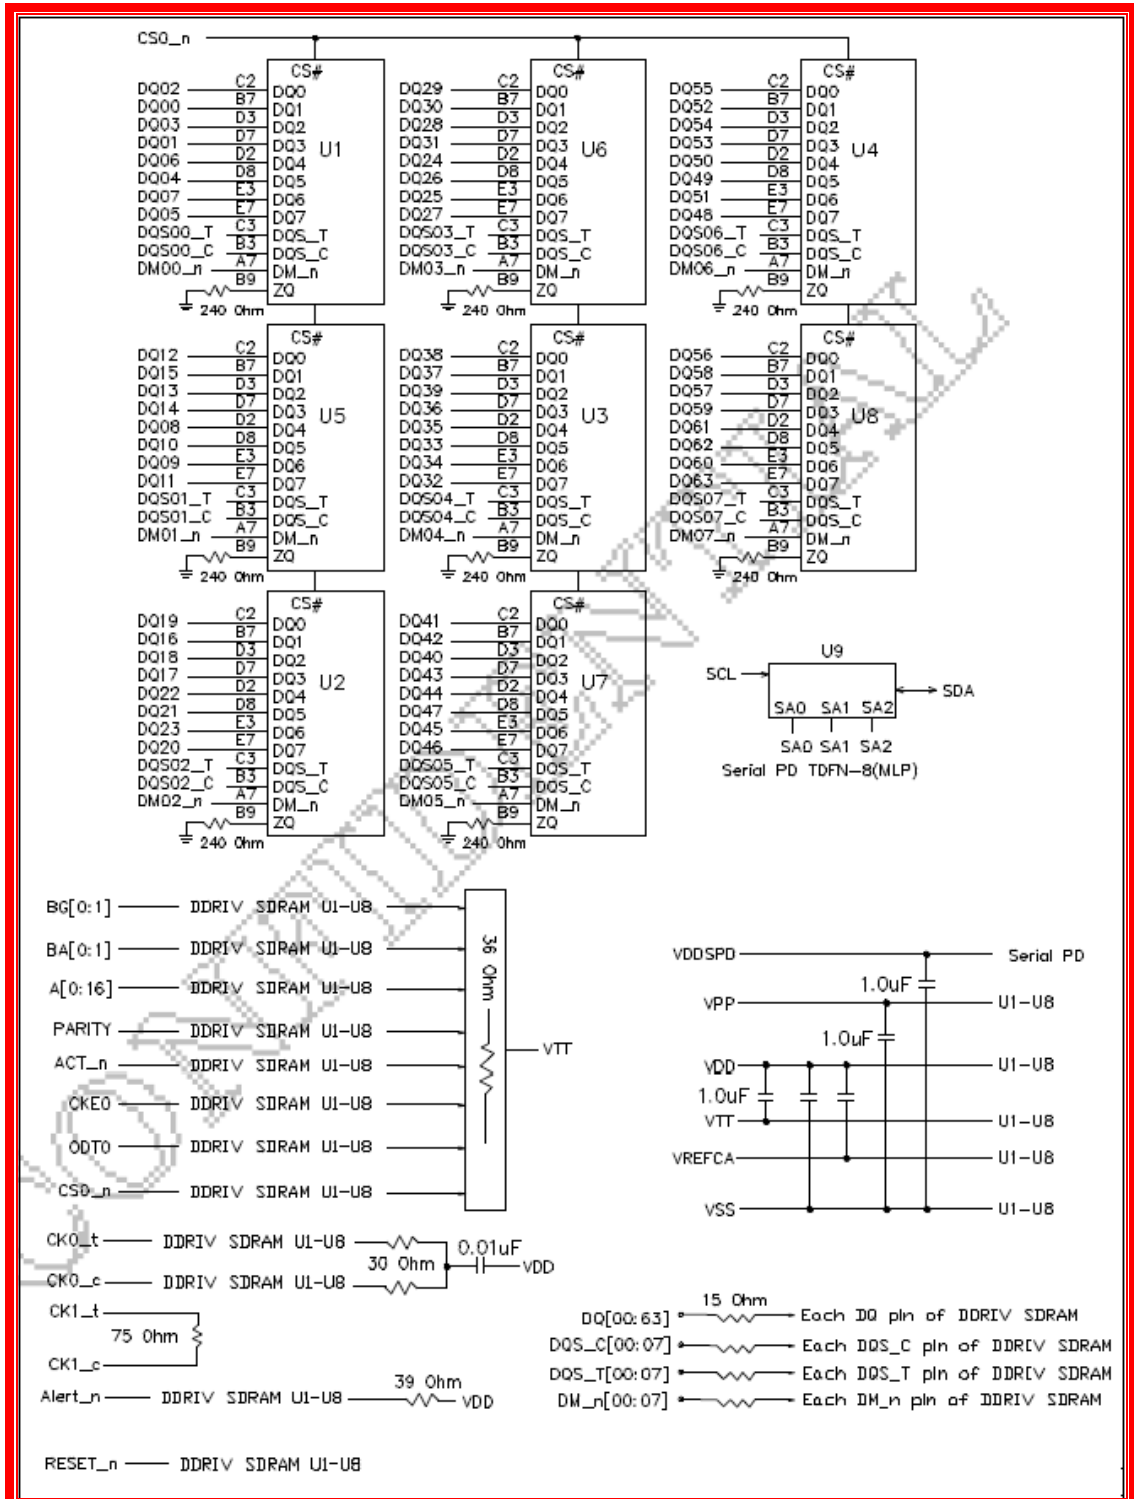 CS0_n
CS#
DQ02 C2 DQ0
DQ00 B7 DQ1
DQ03 D3 DQ2
DQ01 D7 DQ3
DQ06 D2 DQ4
DQ04 D8 DQ5
DQ07 E3 DQ6
DQ05 E7 DQ7
DQS00_T C3 DQS_T
DQS00_C B3 DQS_C
DM00_n A7 DM_n
B9 ZQ
240 Ohm
U1
CS#
DQ29 C2 DQ0
DQ30 B7 DQ1
DQ28 D3 DQ2
DQ31 D7 DQ3
DQ24 D2 DQ4
DQ26 D8 DQ5
DQ25 E3 DQ6
DQ27 E7 DQ7
DQS03_T C3 DQS_T
DQS03_C B3 DQS_C
DM03_n A7 DM_n
B9 ZQ
240 Ohm
U6
CS#
DQ55 C2 DQ0
DQ52 B7 DQ1
DQ54 D3 DQ2
DQ53 D7 DQ3
DQ50 D2 DQ4
DQ49 D8 DQ5
DQ51 E3 DQ6
DQ48 E7 DQ7
DQS06_T C3 DQS_T
DQS06_C B3 DQS_C
DM06_n A7 DM_n
B9 ZQ
240 Ohm
U4
CS#
DQ12 C2 DQ0
DQ15 B7 DQ1
DQ13 D3 DQ2
DQ14 D7 DQ3
DQ08 D2 DQ4
DQ10 D8 DQ5
DQ09 E3 DQ6
DQ11 E7 DQ7
DQS01_T C3 DQS_T
DQS01_C B3 DQS_C
DM01_n A7 DM_n
B9 ZQ
240 Ohm
U5
CS#
DQ38 C2 DQ0
DQ37 B7 DQ1
DQ39 D3 DQ2
DQ36 D7 DQ3
DQ35 D2 DQ4
DQ33 D8 DQ5
DQ34 E3 DQ6
DQ32 E7 DQ7
DQS04_T C3 DQS_T
DQS04_C B3 DQS_C
DM04_n A7 DM_n
B9 ZQ
240 Ohm
U3
CS#
DQ56 C2 DQ0
DQ58 B7 DQ1
DQ57 D3 DQ2
DQ59 D7 DQ3
DQ61 D2 DQ4
DQ62 D8 DQ5
DQ60 E3 DQ6
DQ63 E7 DQ7
DQS07_T C3 DQS_T
DQS07_C B3 DQS_C
DM07_n A7 DM_n
B9 ZQ
240 Ohm
U8
CS#
DQ19 C2 DQ0
DQ16 B7 DQ1
DQ18 D3 DQ2
DQ17 D7 DQ3
DQ22 D2 DQ4
DQ21 D8 DQ5
DQ23 E3 DQ6
DQ20 E7 DQ7
DQS02_T C3 DQS_T
DQS02_C B3 DQS_C
DM02_n A7 DM_n
B9 ZQ
240 Ohm
U2
CS#
DQ41 C2 DQ0
DQ42 B7 DQ1
DQ40 D3 DQ2
DQ43 D7 DQ3
DQ44 D2 DQ4
DQ47 D8 DQ5
DQ45 E3 DQ6
DQ46 E7 DQ7
DQS05_T C3 DQS_T
DQS05_C B3 DQS_C
DM05_n A7 DM_n
B9 ZQ
240 Ohm
U7
U9
SCL
SDA
SA0 SA1 SA2
SA0 SA1 SA2
Serial PD TDFN-8(MLP)
BG[0:1] DDRIV SDRAM U1-U8
BA[0:1] DDRIV SDRAM U1-U8
A[0:16] DDRIV SDRAM U1-U8
PARITY DDRIV SDRAM U1-U8
ACT_n DDRIV SDRAM U1-U8
CKE0 DDRIV SDRAM U1-U8
ODT0 DDRIV SDRAM U1-U8
CS0_n DDRIV SDRAM U1-U8
36 Ohm
VTT
VDDSPD Serial PD
1.0uF
VPP U1-U8
1.0uF
VDD U1-U8
1.0uF
VTT U1-U8
VREFCA U1-U8
VSS U1-U8
CK0_t DDRIV SDRAM U1-U8
30 Ohm 0.01uF VDD
CK0_c DDRIV SDRAM U1-U8
CK1_t
75 Ohm
CK1_c
Alert_n DDRIV SDRAM U1-U8 39 Ohm VDD
RESET_n DDRIV SDRAM U1-U8
15 Ohm
DQ[00:63] Each DQ pin of DDRIV SDRAM
DQS_C[00:07] Each DQS_C pin of DDRIV SDRAM
DQS_T[00:07] Each DQS_T pin of DDRIV SDRAM
DM_n[00:07] Each DM_n pin of DDRIV SDRAM
CONFIDENTIAL